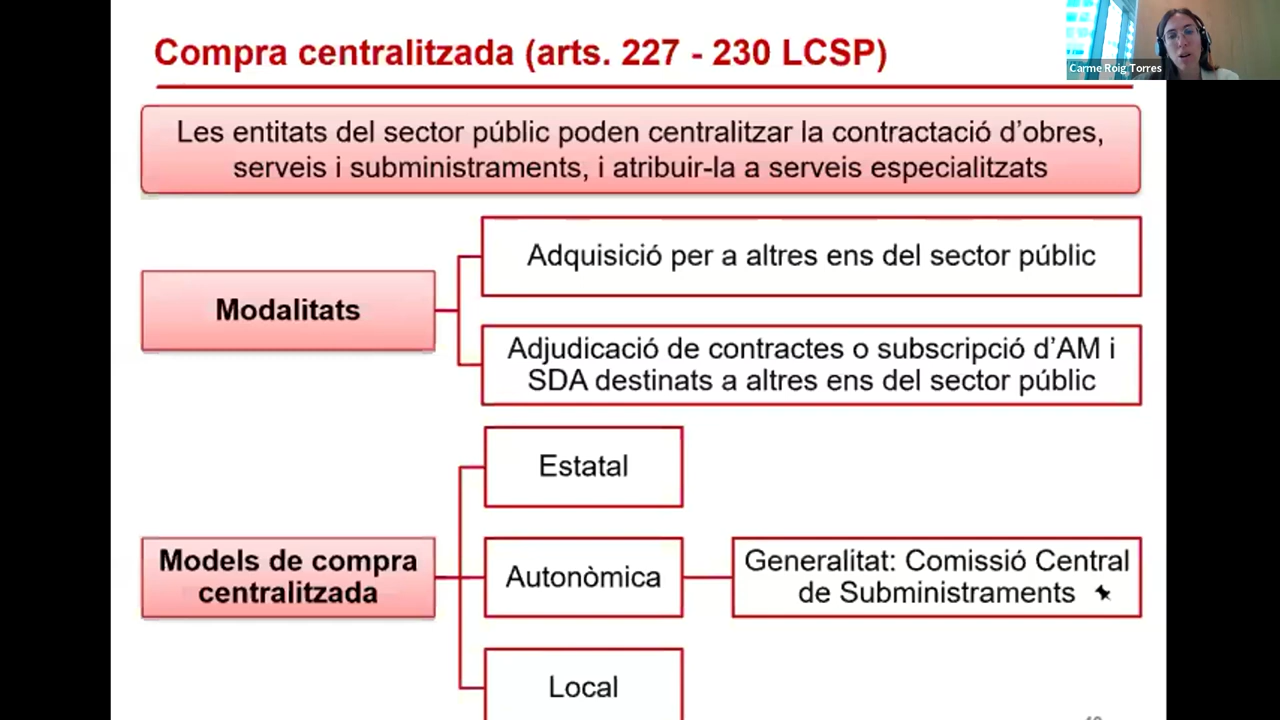 Compra centralitzada (arts. 227 - 230 LCSP)
Carme Roig Torres
Les entitats del sector públic poden centralitzar la contractació d’obres,
serveis i subministraments, i atribuir-la a serveis especialitzats
Modalitats
Adquisició per a altres ens del sector públic
Adjudicació de contractes o subscripció d’AM i
SDA destinats a altres ens del sector públic
Models de compra
centralitzada
Estatal
Autonòmica
Generalitat: Comissió Central
de Subministraments
Local